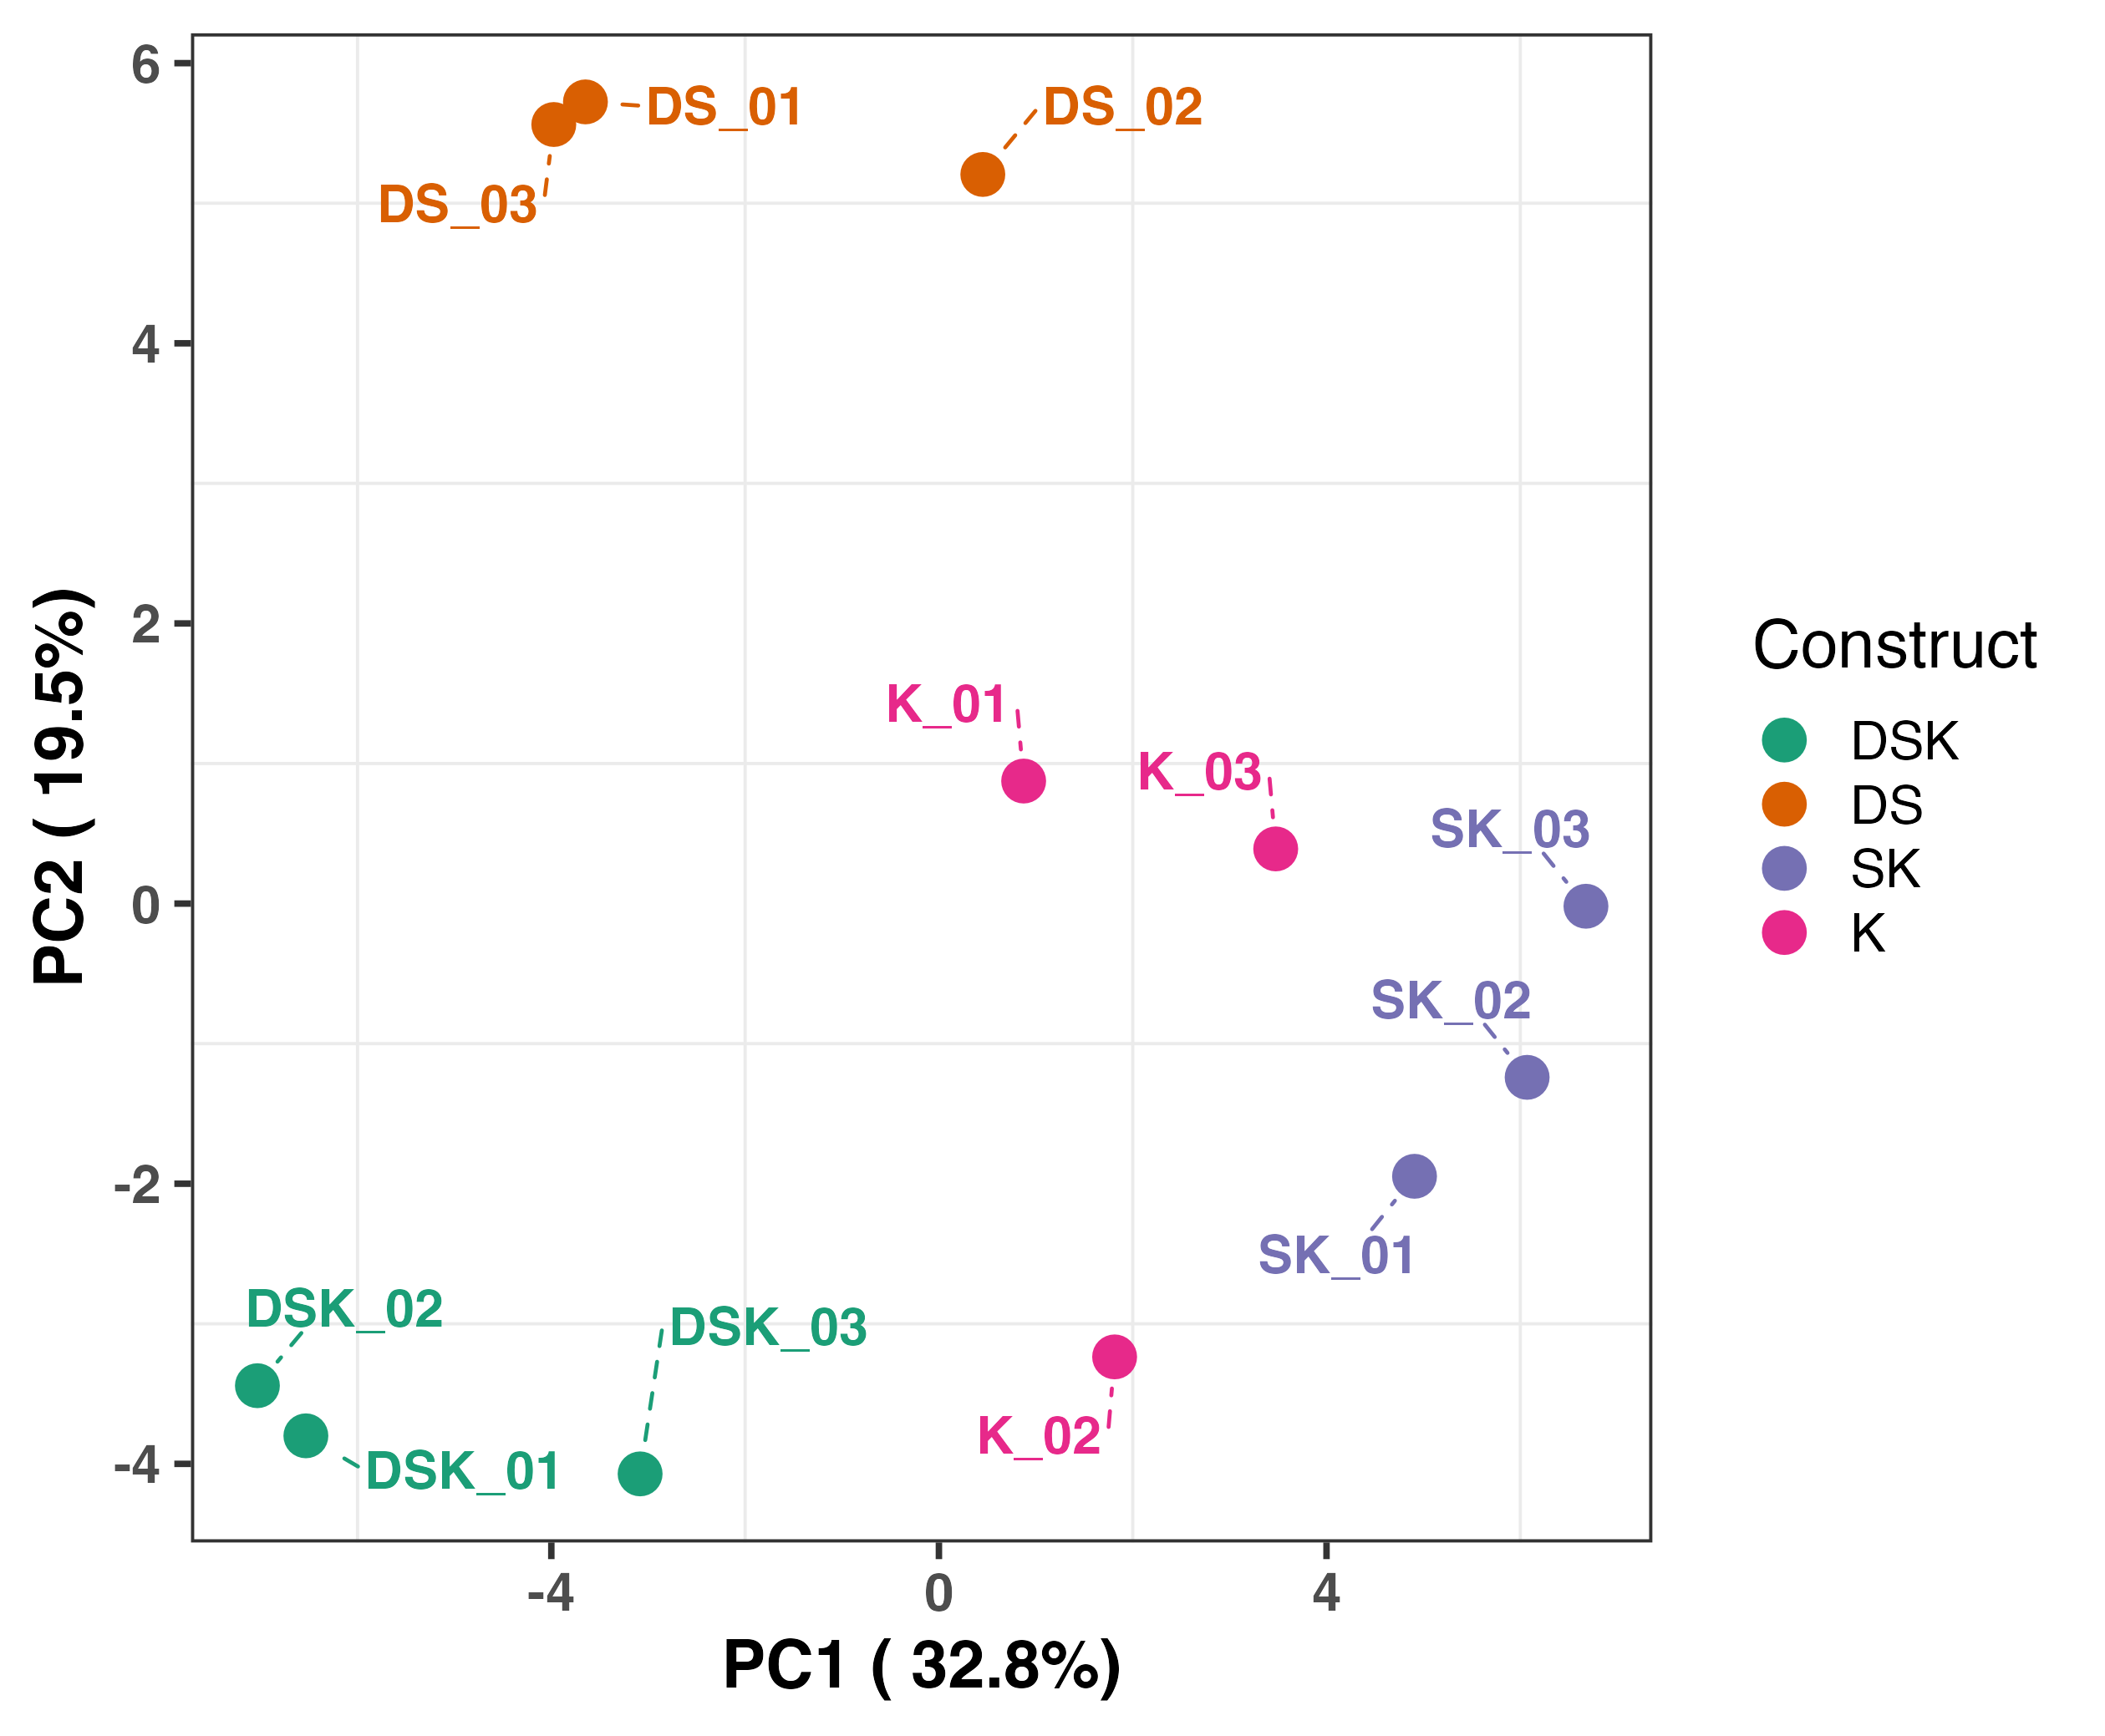 6
DS_01
DS_02
DS_03
4
PC2 ( 19.5%)
2
K_01
K_03
SK_03
0
SK_02
-2
SK_01
DSK_02
DSK_03
K_02
-4
DSK_01
-4
0
4
PC1 ( 32.8%)
Construct
DSK
DS
SK
K